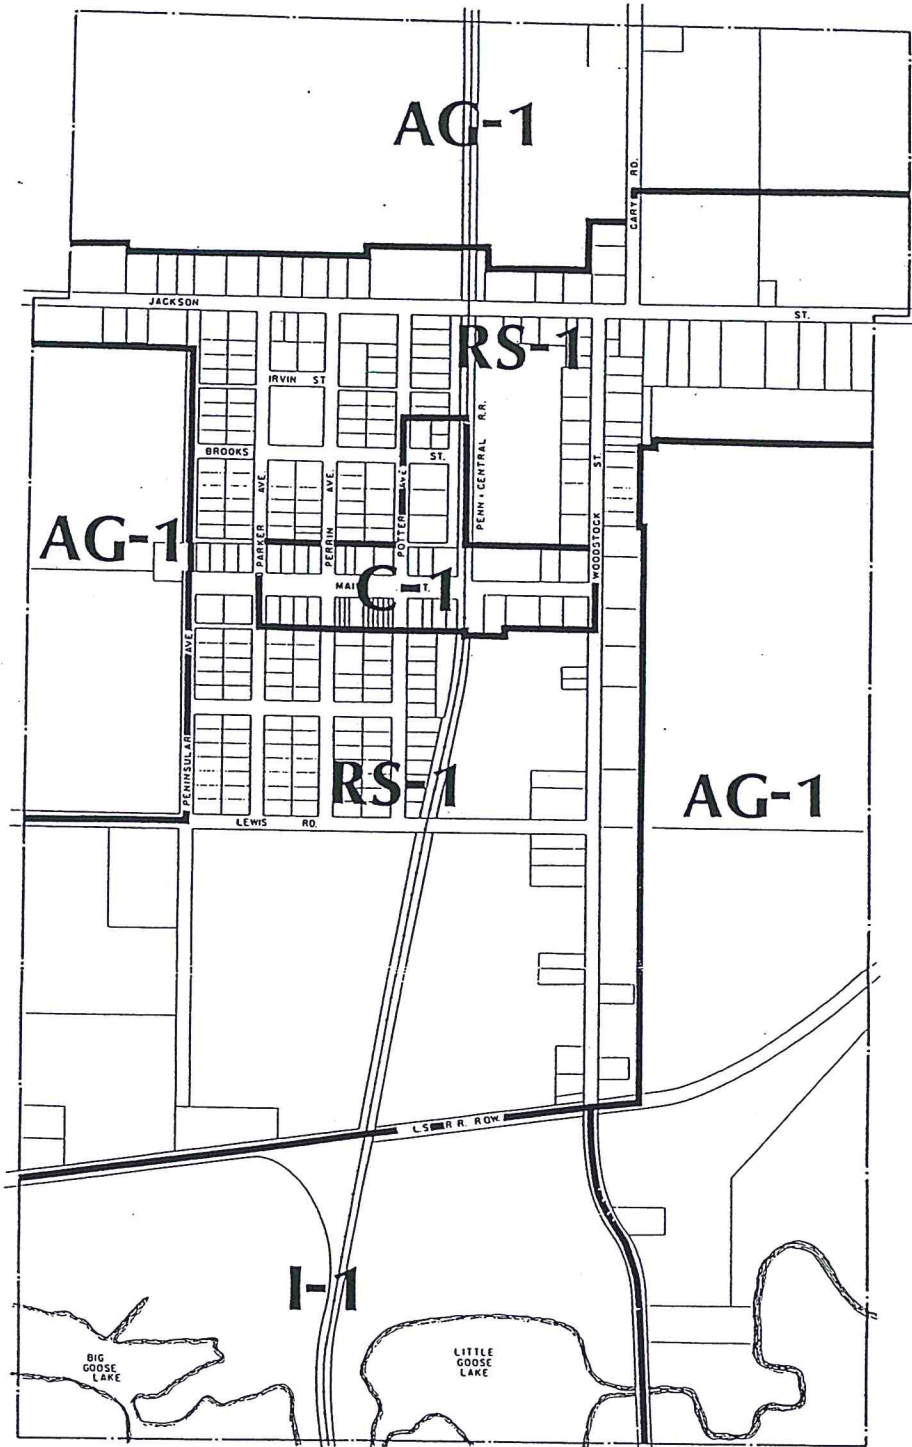 AG-1
GARY RD.
JACKSON ST.
RS-1
IRVIN ST
BROOKS ST.
PENN CENTRAL R.R.
AG-1
PARKER AVE.
PERRIN AVE.
POTTER AVE
WOODSTOCK ST.
C-1
PENINSULAR AVE.
RS-1
AG-1
LEWIS RD.
R R. ROW.
I-1
BIG
GOOSE
LAKE
LITTLE
GOOSE
LAKE